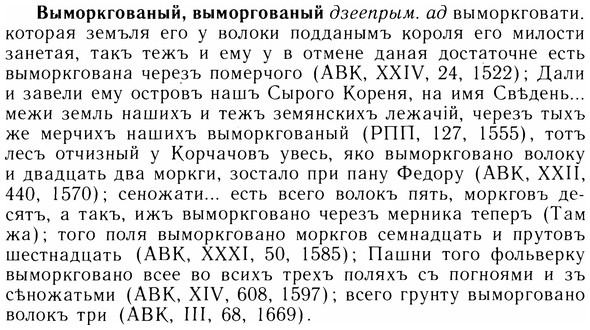 Выморкгованый, выморгованый дзеепрым. ад выморкговати.
которая земъля его у волоки подданымъ короля его милости
занетая, такъ тежъ и ему у в отмене даная достаточне есть
выморкгована черезъ померчого (АВК, XXIV, 24, 1522); Дали
и завели ему островъ нашъ Сырого Кореня, на имя Свѣдень...
межи земль нашихъ и тежъ земянскихъ лежачій, черезъ тыхъ
же мерчихъ нашихъ выморкгованый (РПП, 127, 1555), тотъ
лесъ отчизный у Корчачовъ увесь, яко выморкговано волоку
и двадцать два моркги, зостало при пану Федору (АВК, XXII,
440, 1570); сеножати... есть всего волокъ пять, моркговъ де-
сятъ, а такъ, ижъ выморкговано черезъ мерника теперъ (Там
жа); того поля выморкговано моркговъ семнадцать и прутовъ
шестнадцать (АВК, XXXI, 50, 1585); Пашни того фольверку
выморкговано всее во всихъ трехъ поляхъ съ погноями и зъ
сѣножатьми (АВК, XIV, 608, 1597); всего грунту выморговано
волокъ три (АВК, III, 68, 1669).